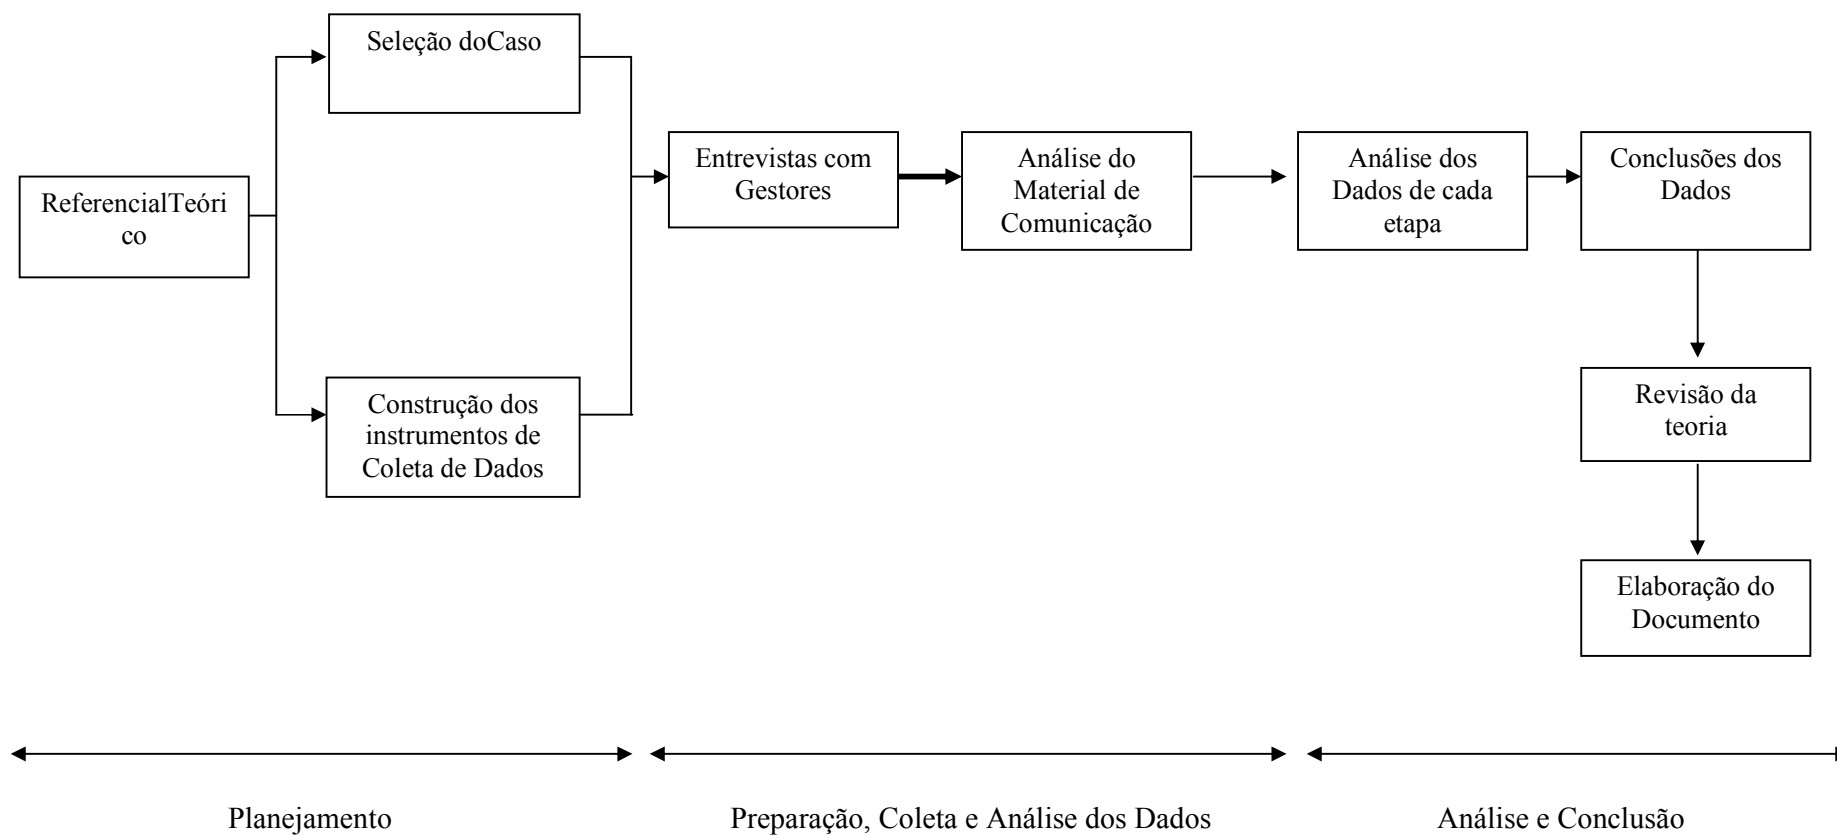 Seleção doCaso
ReferencialTeóri
co
Construção dos
instrumentos de
Coleta de Dados
Entrevistas com
Gestores
Análise do
Material de
Comunicação
Análise dos
Dados de cada
etapa
Conclusões dos
Dados
Revisão da
teoria
Elaboração do
Documento
Planejamento
Preparação, Coleta e Análise dos Dados
Análise e Conclusão